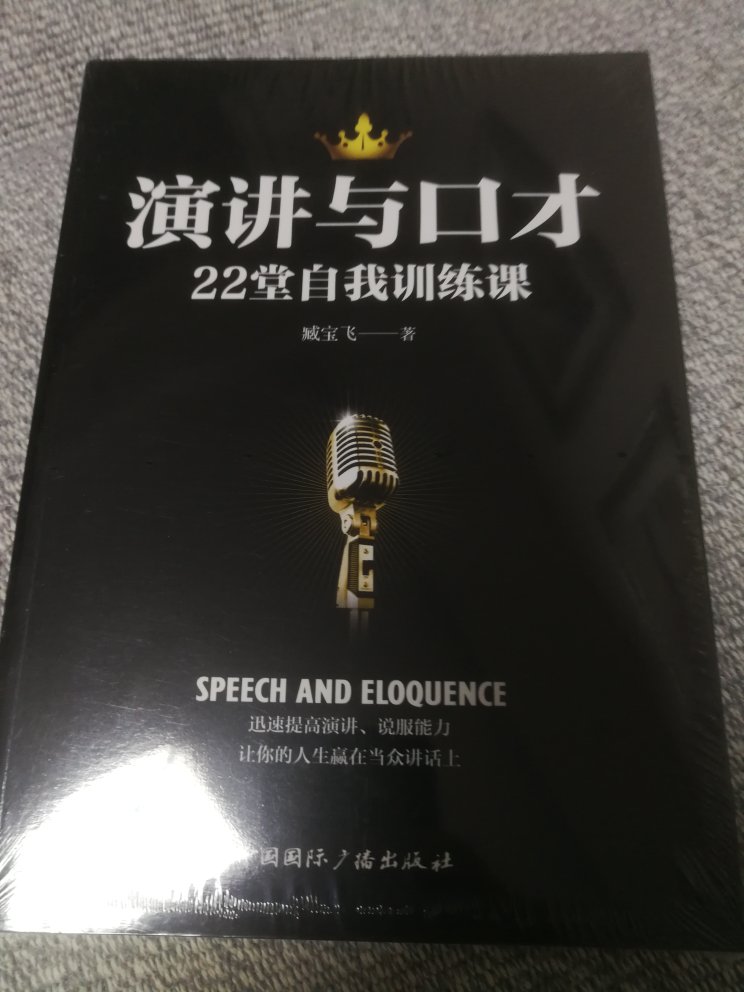 演讲与口才
22堂自我训练课
臧宝飞——著
SPEECH AND ELOQUENCE
迅速提高演讲、说服能力
让你的人生赢在当众讲话上
国国际广播出版社